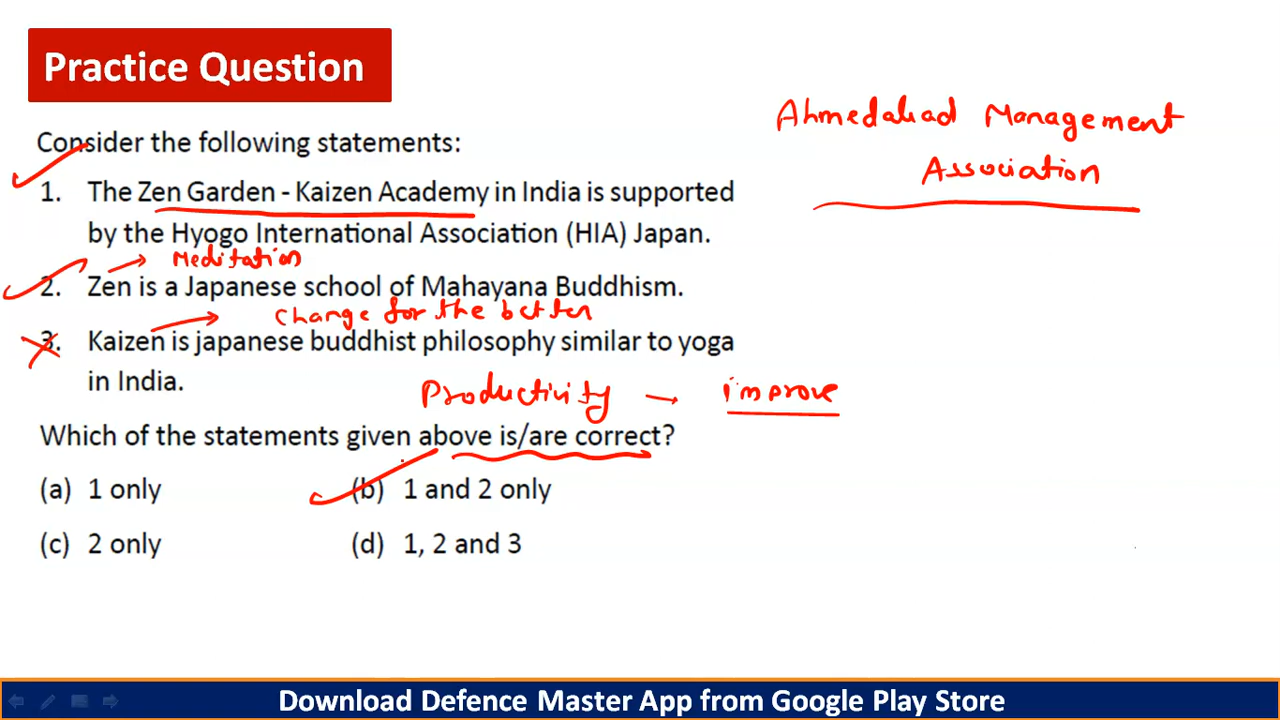 Practice Question
Ahmedabad Management
Association
Consider the following statements:
1. The Zen Garden - Kaizen Academy in India is supported
by the Hyogo International Association (HIA) Japan.
Meditation
2. Zen is a Japanese school of Mahayana Buddhism.
Change for the better
3. Kaizen is japanese buddhist philosophy similar to yoga
in India.
Productivity → improve
Which of the statements given above is/are correct?
(a) 1 only (b) 1 and 2 only
(c) 2 only (d) 1, 2 and 3
Download Defence Master App from Google Play Store